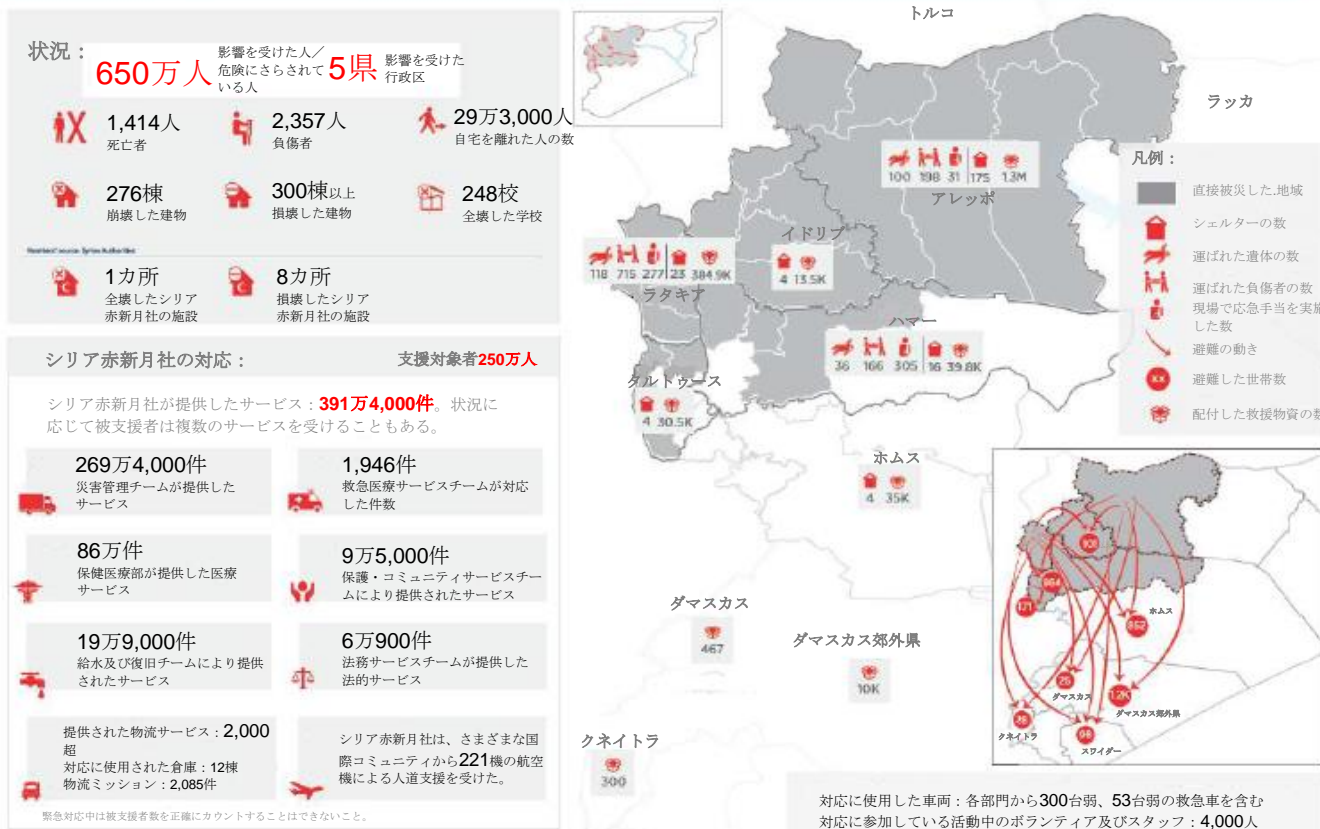 状況：
650万人
影響を受けた人／
危険にさらされて
いる人
5県
影響を受けた
行政区
1,414人
死亡者
2,357人
負傷者
29万3,000人
自宅を離れた人の数
276棟
崩壊した建物
300棟以上
損壊した建物
248校
全壊した学校
1カ所
全壊したシリア
赤新月社の施設
8カ所
損壊したシリア
赤新月社の施設
シリア赤新月社の対応：
支援対象者250万人
シリア赤新月社が提供したサービス：391万4,000件。状況に
応じて被支援者は複数のサービスを受けることもある。
269万4,000件
災害管理チームが提供した
サービス
1,946件
救急医療サービスチームが対応
した件数
86万件
保健医療部が提供した医療
サービス
9万5,000件
保護・コミュニティサービスチー
ムにより提供されたサービス
19万9,000件
給水及び復旧チームにより提供
されたサービス
6万900件
法務サービスチームが提供した
法的サービス
提供された物流サービス：2,000
超
対応に使用された倉庫：12棟
物流ミッション：2,085件
シリア赤新月社は、さまざまな国
際コミュニティから221機の航空
機による人道支援を受けた。
緊急対応中は被支援者数を正確にカウントすることはできないこと。
トルコ
ラッカ
100 198 31 175 1.3M
アレッポ
イドリブ
4 13.5K
118 715 277 23 384.9K
ラタキア
ハマー
36 166 305 16 39.8K
タルトゥース
4 30.5K
ホムス
4 35K
ダマスカス
467
ダマスカス郊外県
10K
クネイトラ
300
凡例：
直接被災した.地域
シェルターの数
運ばれた遺体の数
運ばれた負傷者の数
現場で応急手当を実施
した数
避難の動き
XX
避難した世帯数
配付した救援物資の数
ホムス
25
ダマスカス
1.2K
ダマスカス郊外県
クネイトラ
98
スワイダー
対応に使用した車両：各部門から300台弱、53台弱の救急車を含む
対応に参加している活動中のボランティア及びスタッフ：4,000人